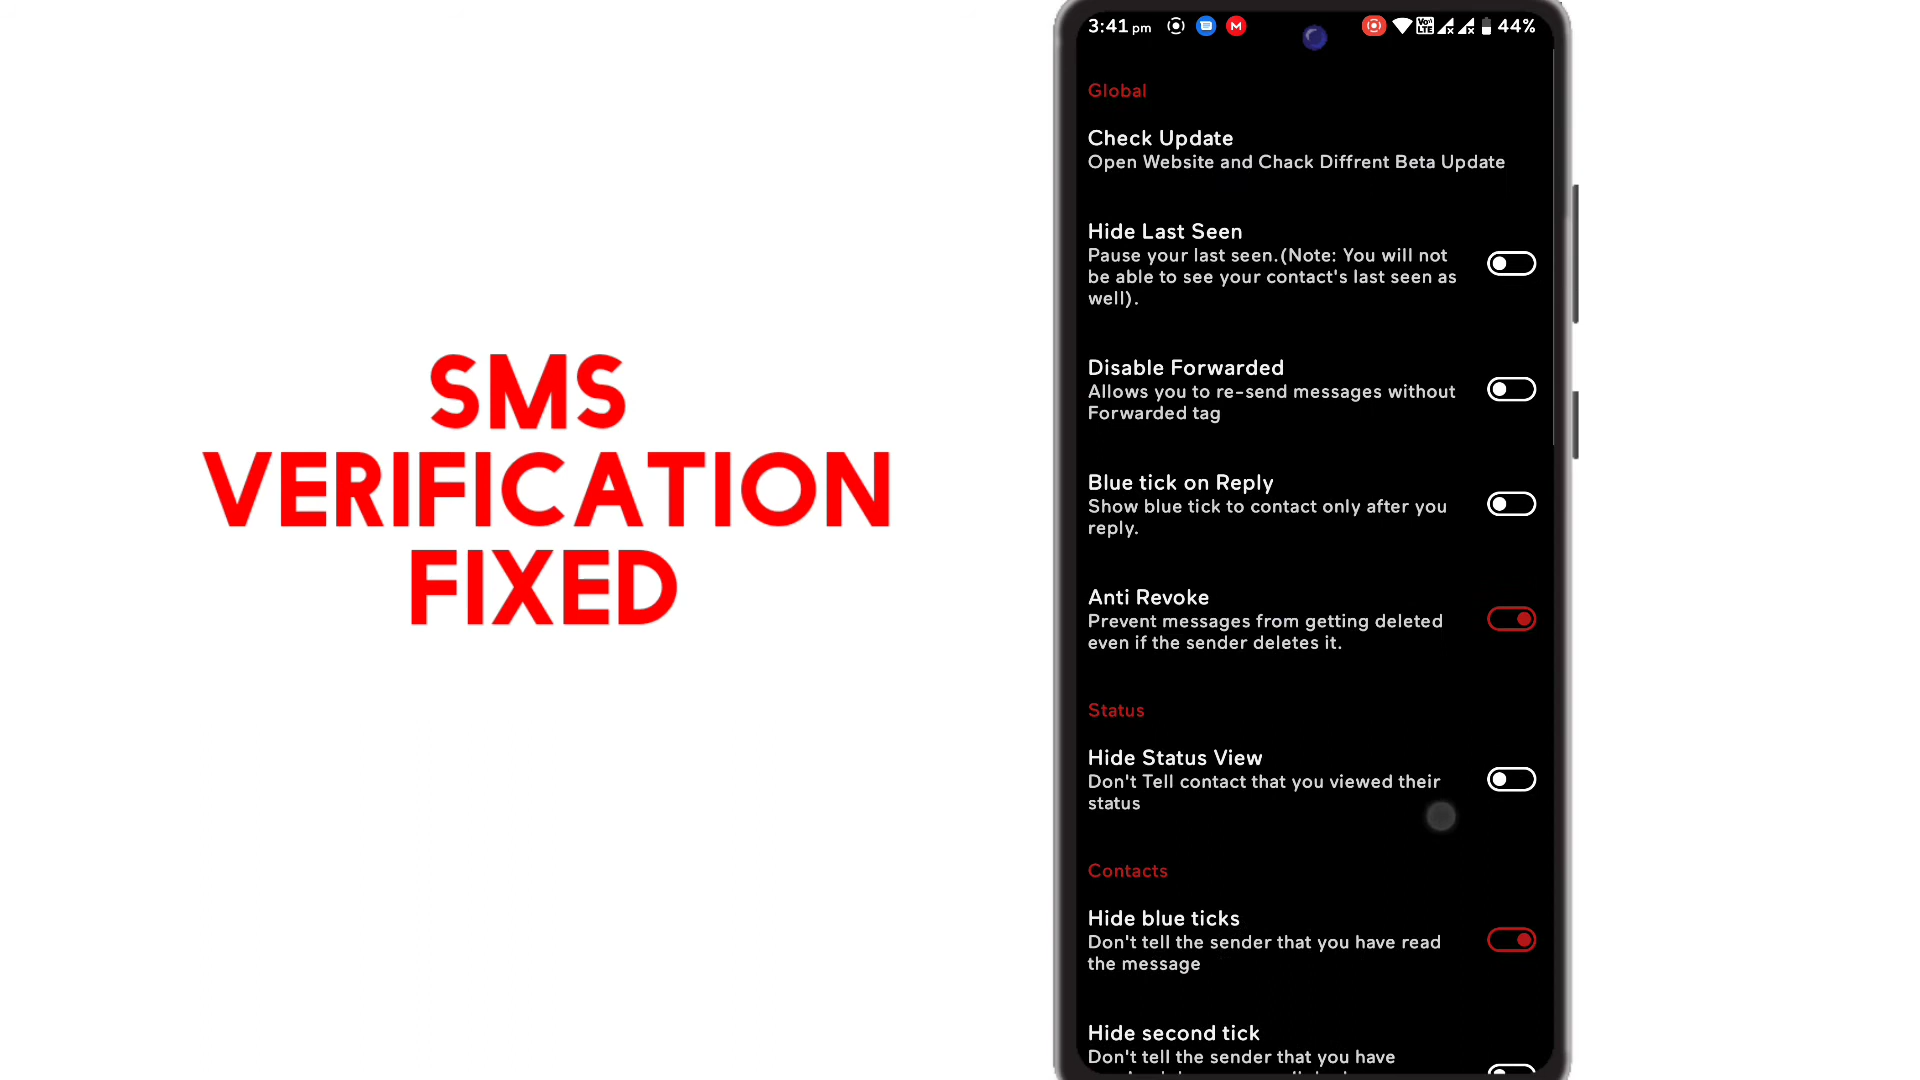 SMS
VERIFICATION
FIXED
3:41 pm
44%
Global
Check Update
Open Website and Chack Diffrent Beta Update
Hide Last Seen
Pause your last seen.(Note: You will not
be able to see your contact's last seen as
well).
Disable Forwarded
Allows you to re-send messages without
Forwarded tag
Blue tick on Reply
Show blue tick to contact only after you
reply.
Anti Revoke
Prevent messages from getting deleted
even if the sender deletes it.
Status
Hide Status View
Don't Tell contact that you viewed their
status
Contacts
Hide blue ticks
Don't tell the sender that you have read
the message
Hide second tick
Don't tell the sender that you have